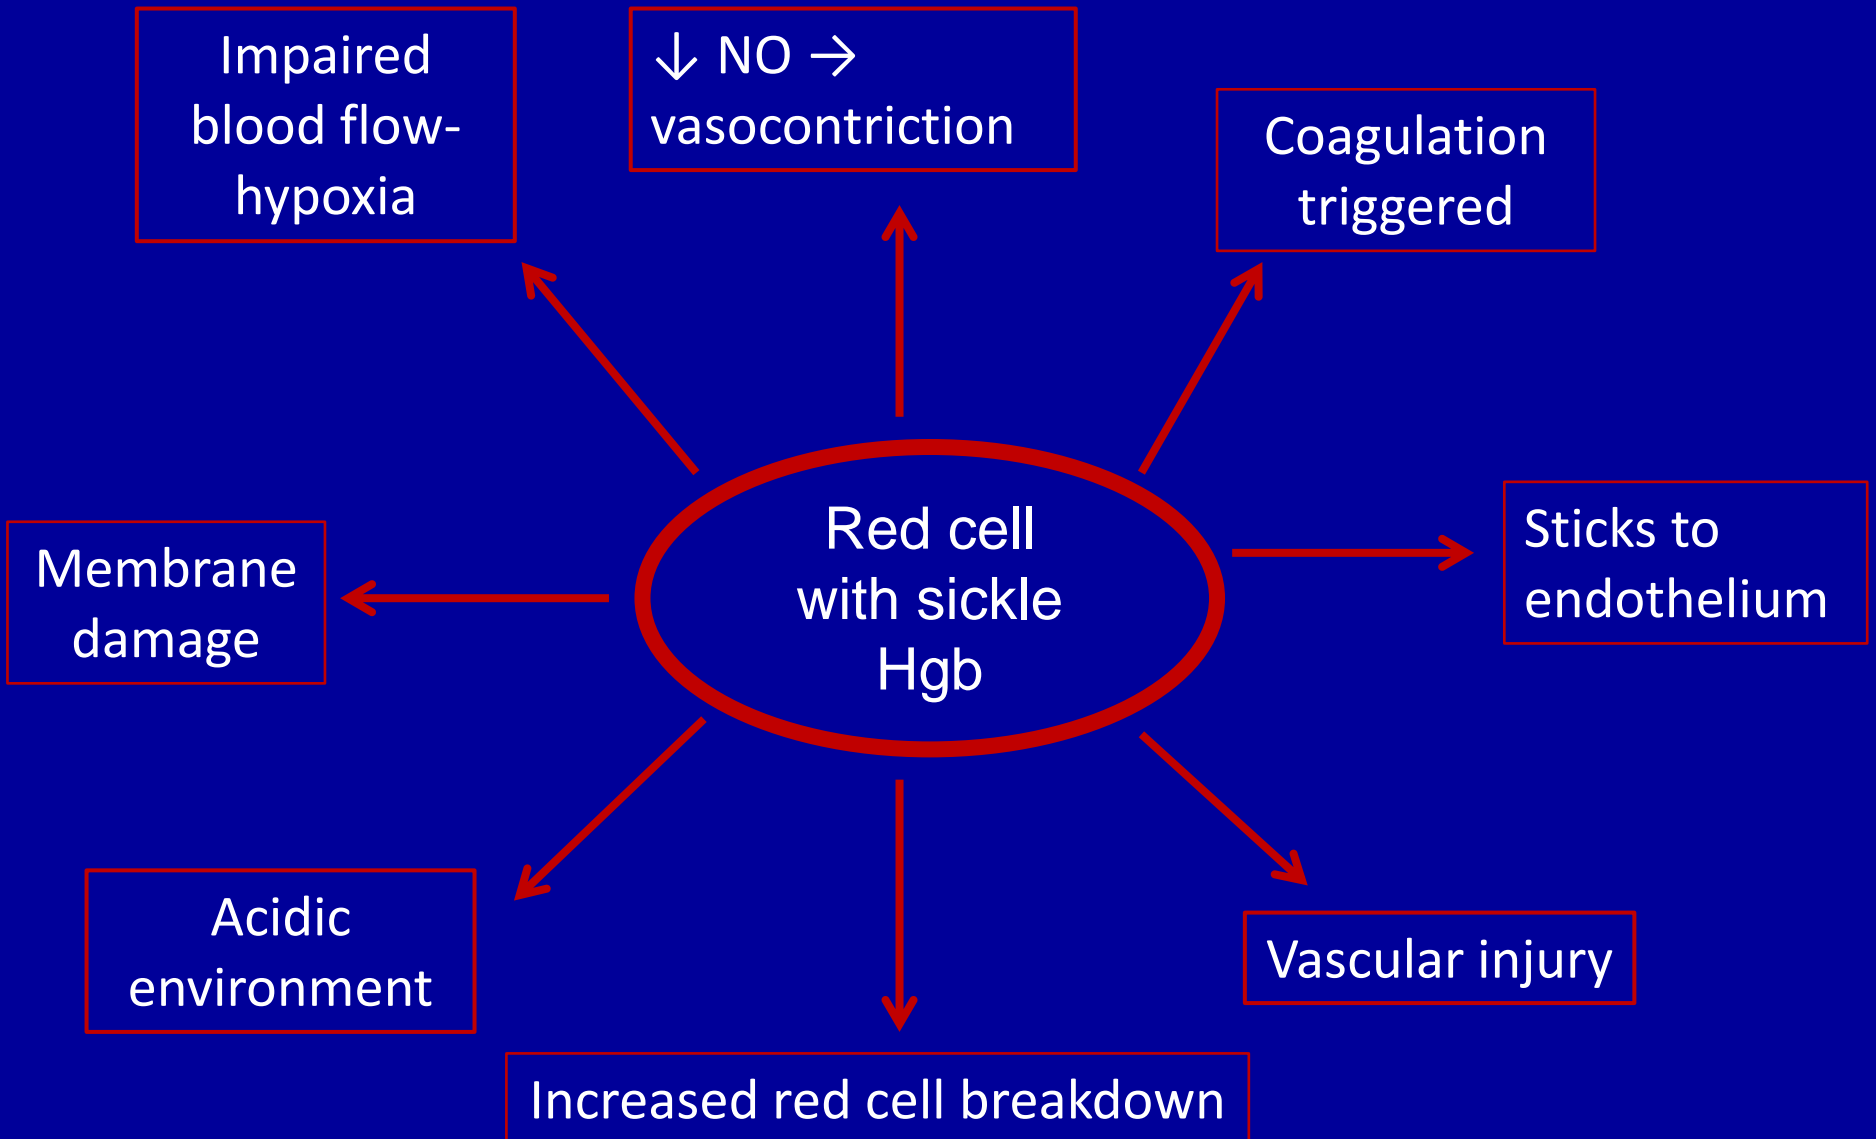 Impaired
blood flow-
hypoxia
↓ NO →
vasocontriction
Coagulation
triggered
Membrane
damage
Red cell
with sickle
Hgb
Sticks to
endothelium
Acidic
environment
Vascular injury
Increased red cell breakdown